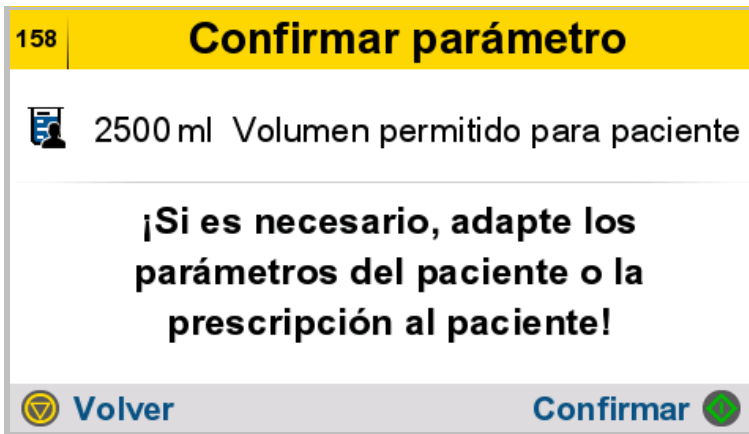 158 Confirmar parámetro
2500 ml Volumen permitido para paciente
¡Si es necesario, adapte los
parámetros del paciente o la
prescripción al paciente!
Volver Confirmar